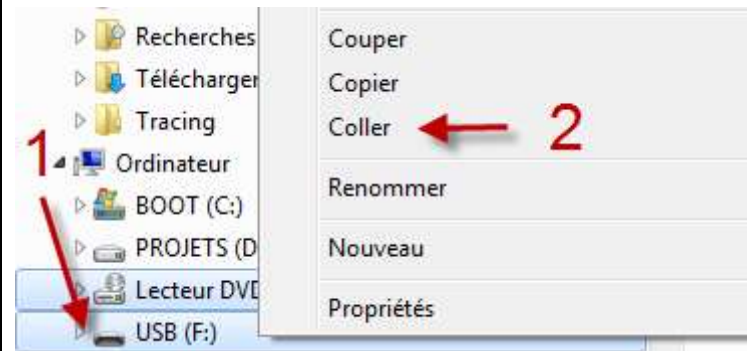 Recherches
Télécharger
Tracing
1
Ordinateur
BOOT (C:)
PROJETS (D
Lecteur DVD
USB (F:)
Couper
Copier
Coller
2
Renommer
Nouveau
Propriétés